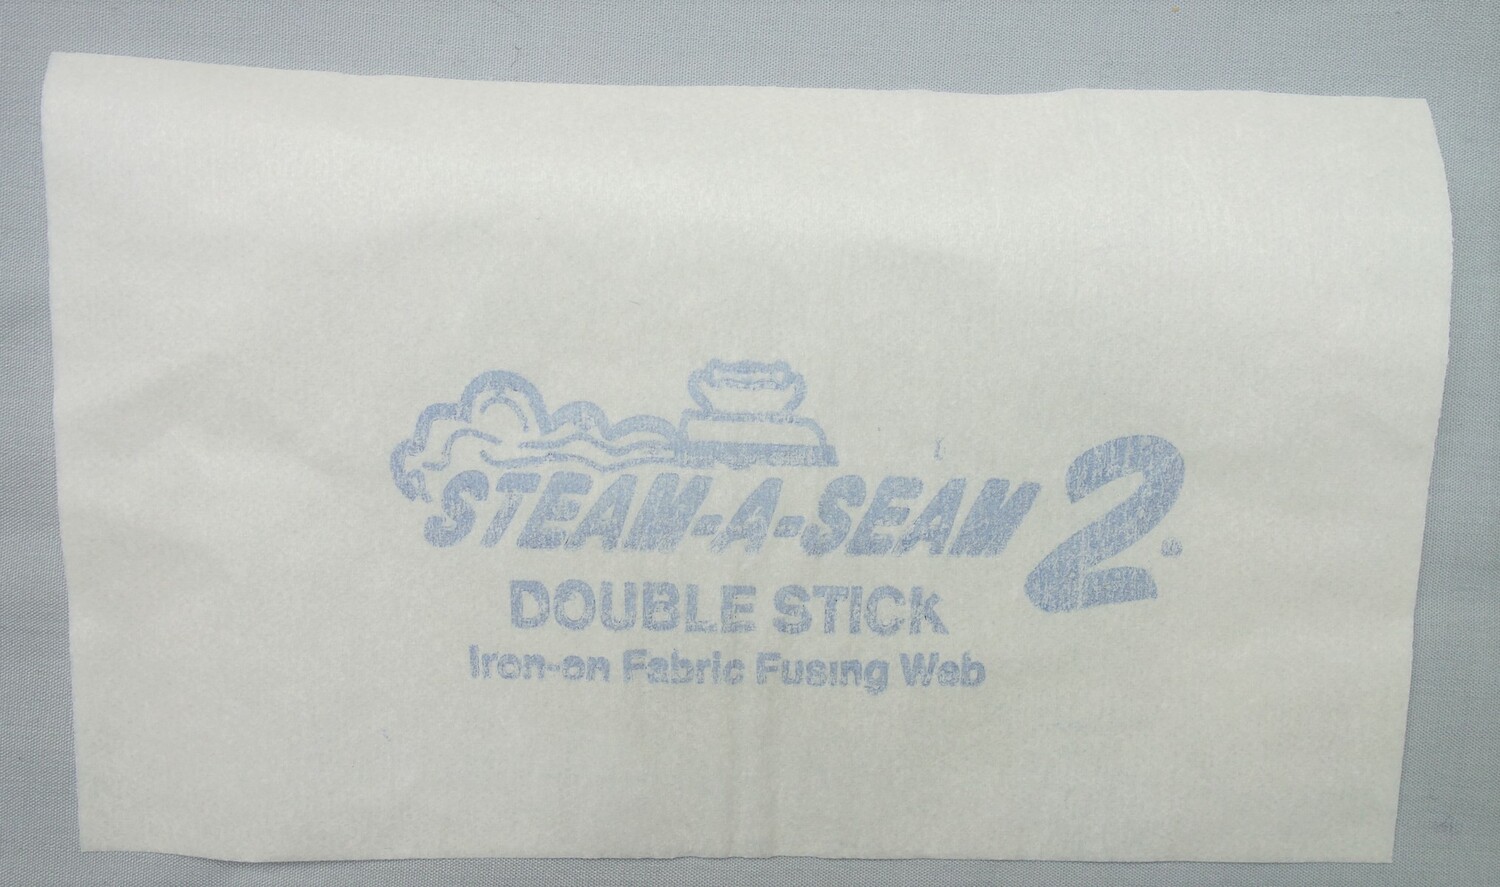 STEAM-A-SEAM 2®
DOUBLE STICK
Iron-on Fabric Fusing Web